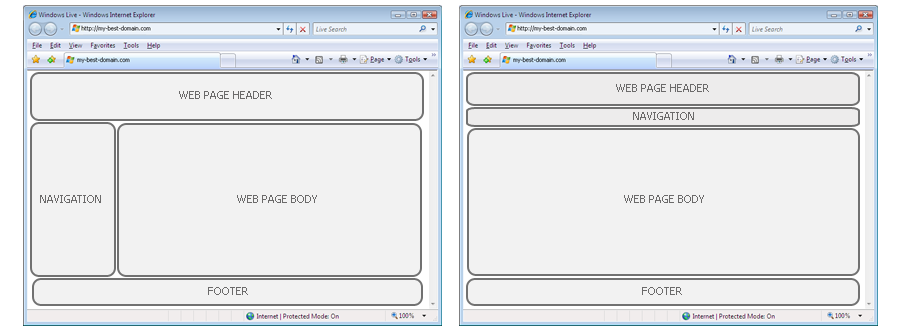 Windows Live - Windows Internet Explorer
http://my-best-domain.com
Live Search
File Edit View Favorites Tools Help
my-best-domain.com
Page Tools
WEB PAGE HEADER
NAVIGATION
WEB PAGE BODY
FOOTER
Internet | Protected Mode: On
100%
Windows Live - Windows Internet Explorer
http://my-best-domain.com
Live Search
File Edit View Favorites Tools Help
my-best-domain.com
Page Tools
WEB PAGE HEADER
NAVIGATION
WEB PAGE BODY
FOOTER
Internet | Protected Mode: On
100%